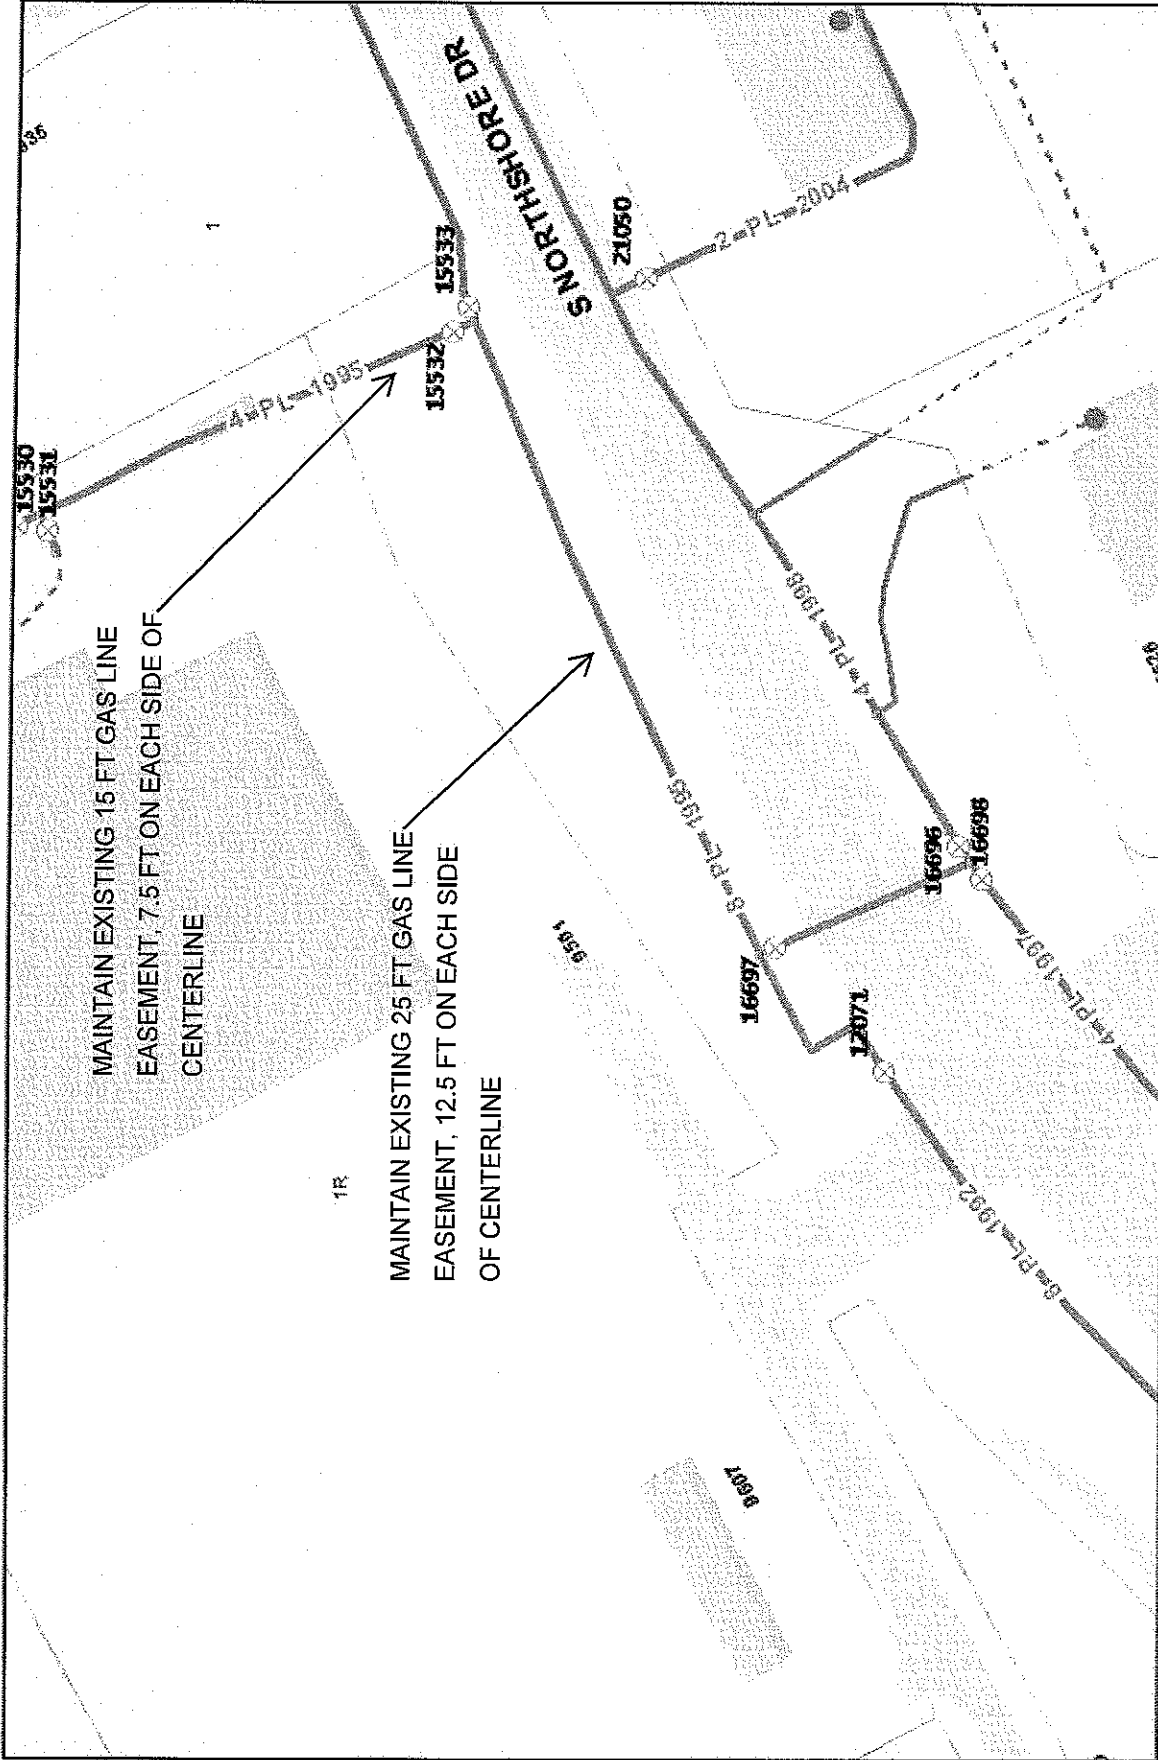 MAINTAIN EXISTING 15 FT GAS LINE
EASEMENT, 7.5 FT ON EACH SIDE OF
CENTERLINE
MAINTAIN EXISTING 25 FT GAS LINE
EASEMENT, 12.5 FT ON EACH SIDE
OF CENTERLINE
S NORTHSHORE DR
15530
15531
15532
15533
21050
16697
16696
16698
12071
4-PL-1995
2-PL-2004
8-PL-1995
4-PL-1998
4-PL-1997
8-PL-1992
9501
9607
1
1R